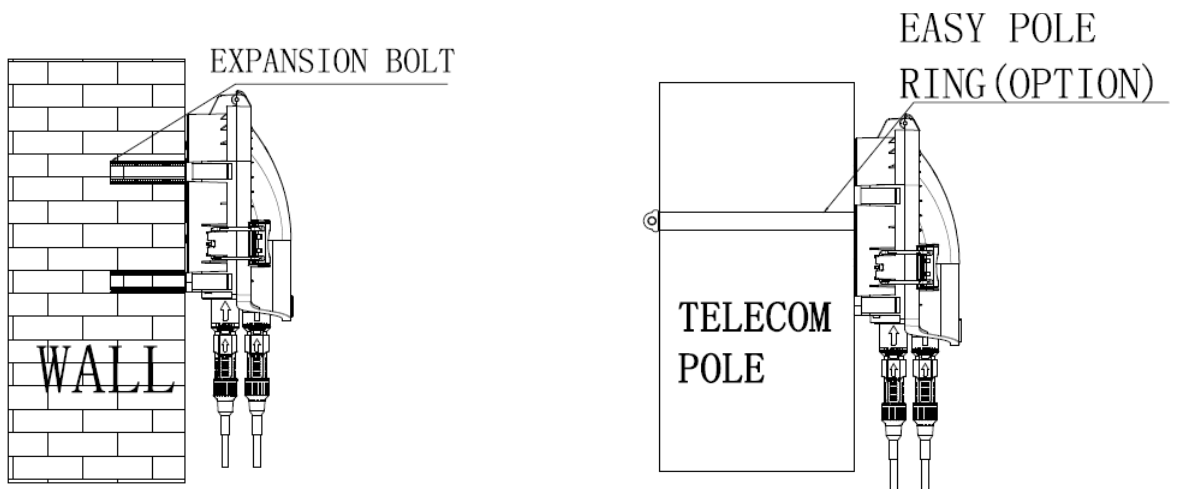 EXPANSION BOLT
WALL
EASY POLE
RING(OPTION)
TELECOM
POLE